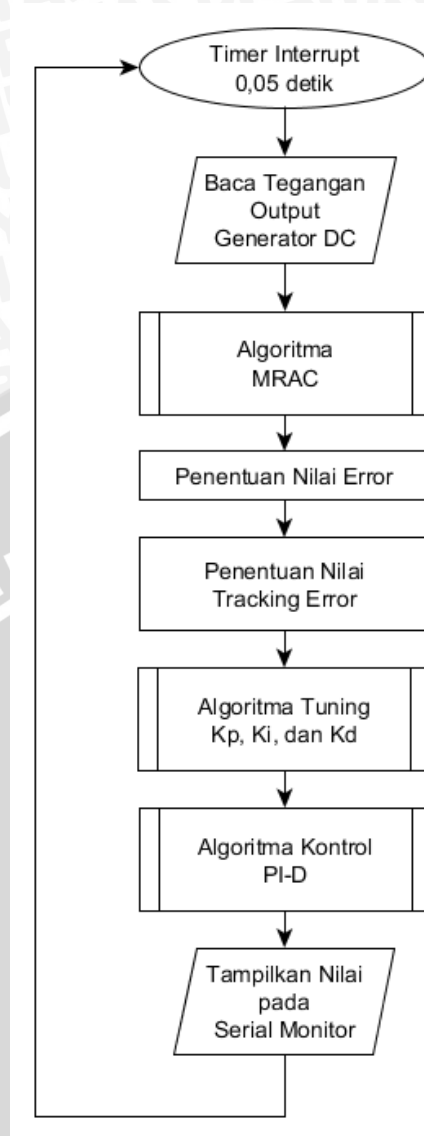 Timer Interrupt
0,05 detik
Baca Tegangan
Output
Generator DC
Algoritma
MRAC
Penentuan Nilai Error
Penentuan Nilai
Tracking Error
Algoritma Tuning
Kp, Ki, dan Kd
Algoritma Kontrol
PI-D
Tampilkan Nilai
pada
Serial Monitor